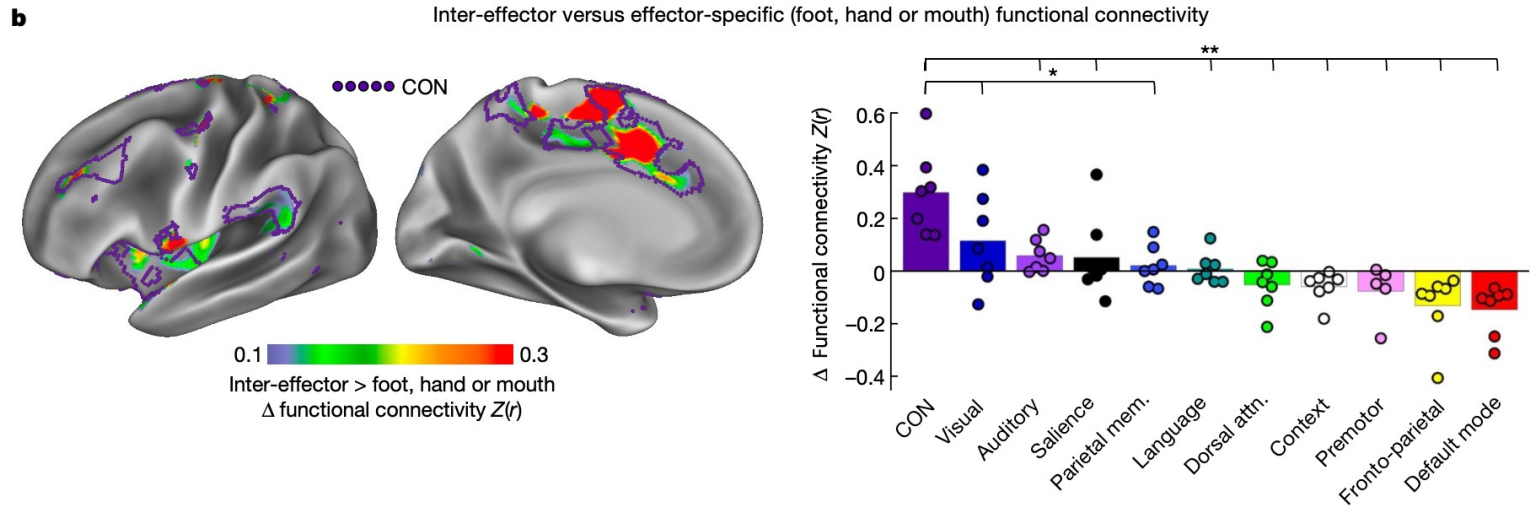 b
Inter-effector versus effector-specific (foot, hand or mouth) functional connectivity
CON
0.1
0.3
Inter-effector > foot, hand or mouth
Δ functional connectivity Z(r)
**
*
Δ Functional connectivity Z(r)
0.6
0.4
0.2
0
−0.2
−0.4
CON
Visual
Auditory
Salience
Parietal mem.
Language
Dorsal attn.
Context
Premotor
Fronto-parietal
Default mode